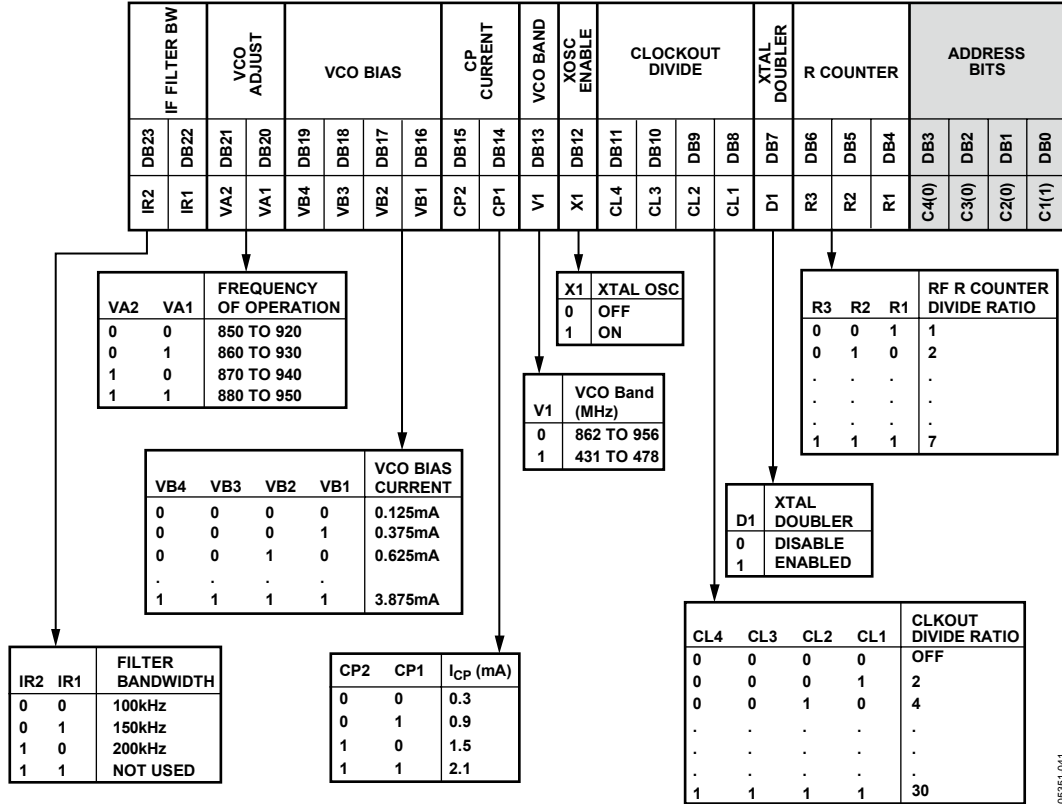 IF FILTER BW
VCO
ADJUST
VCO BIAS
CP
CURRENT
VCO BAND
XOSC
ENABLE
CLOCKOUT
DIVIDE
XTAL
DOUBLER
R COUNTER
ADDRESS
BITS
DB23 DB22 DB21 DB20 DB19 DB18 DB17 DB16 DB15 DB14 DB13 DB12 DB11 DB10 DB9 DB8 DB7 DB6 DB5 DB4 DB3 DB2 DB1 DB0
IR2 IR1 VA2 VA1 VB4 VB3 VB2 VB1 CP2 CP1 V1 X1 CL4 CL3 CL2 CL1 D1 R3 R2 R1 C4(0) C3(0) C2(0) C1(1)
VA2 VA1 FREQUENCY
OF OPERATION
0 0 850 TO 920
0 1 860 TO 930
1 0 870 TO 940
1 1 880 TO 950
X1 XTAL OSC
0 OFF
1 ON
R3 R2 R1 RF R COUNTER
DIVIDE RATIO
0 0 1 1
0 1 0 2
. . . .
. . . .
. . . .
1 1 1 7
V1 VCO Band
(MHz)
0 862 TO 956
1 431 TO 478
VB4 VB3 VB2 VB1 VCO BIAS
CURRENT
0 0 0 0 0.125mA
0 0 0 1 0.375mA
0 0 1 0 0.625mA
. . . .
1 1 1 1 3.875mA
D1 XTAL
DOUBLER
0 DISABLE
1 ENABLED
CL4 CL3 CL2 CL1 CLKOUT
DIVIDE RATIO
0 0 0 0 OFF
0 0 0 1 2
0 0 1 0 4
. . . . .
. . . . .
. . . . .
1 1 1 1 30
IR2 IR1 FILTER
BANDWIDTH
0 0 100kHz
0 1 150kHz
1 0 200kHz
1 1 NOT USED
CP2 CP1 ICP (mA)
0 0 0.3
0 1 0.9
1 0 1.5
1 1 2.1
05351-041